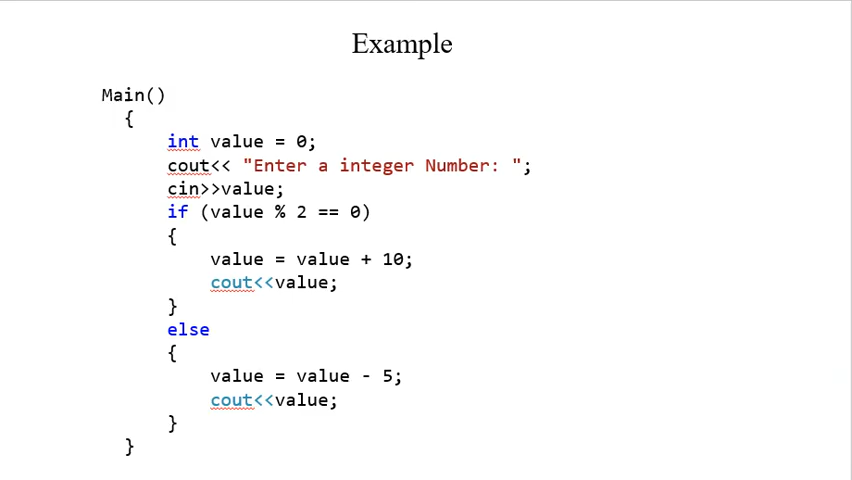 Example
Main()
{
int value = 0;
cout<< "Enter a integer Number: ";
cin>>value;
if (value % 2 == 0)
{
value = value + 10;
cout<<value;
}
else
{
value = value - 5;
cout<<value;
}
}